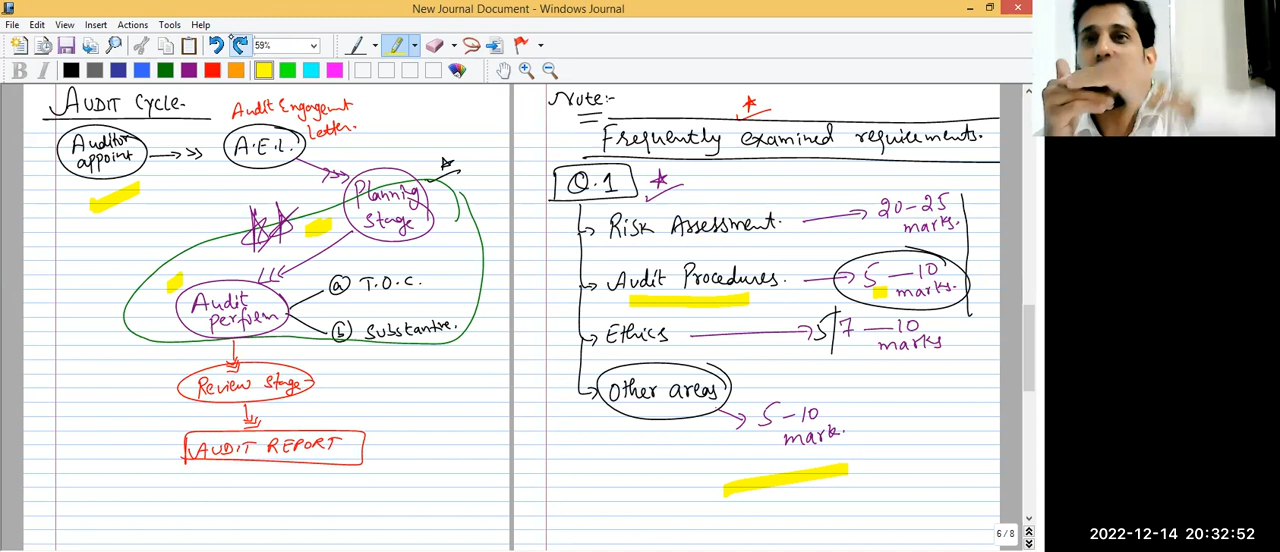 New Journal Document - Windows Journal
File Edit View Insert Actions Tools Help
59%
B I
AUDIT Cycle-
Audit Engagement
Letter.
Auditor
appoint
A.E.L.
Planning
Stage
Audit
perform
(a) T.O.C.
(b) Substantive.
Review Stage
AUDIT REPORT
Note:-
Frequently examined requirements.
Q.1
Risk Assessment. 20-25
marks.
Audit Procedures. 5-10
marks.
Ethics 5/7-10
marks
Other areas
5-10
mark.
6/8
2022-12-14 20:32:52